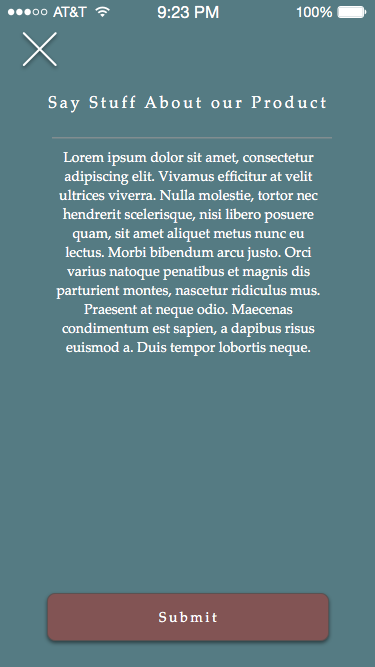 AT&T 9:23 PM 100%
Say Stuff About our Product
Lorem ipsum dolor sit amet, consectetur
adipiscing elit. Vivamus efficitur at velit
ultrices viverra. Nulla molestie, tortor nec
hendrerit scelerisque, nisi libero posuere
quam, sit amet aliquet metus nunc eu
lectus. Morbi bibendum arcu justo. Orci
varius natoque penatibus et magnis dis
parturient montes, nascetur ridiculus mus.
Praesent at neque odio. Maecenas
condimentum est sapien, a dapibus risus
euismod a. Duis tempor lobortis neque.
Submit